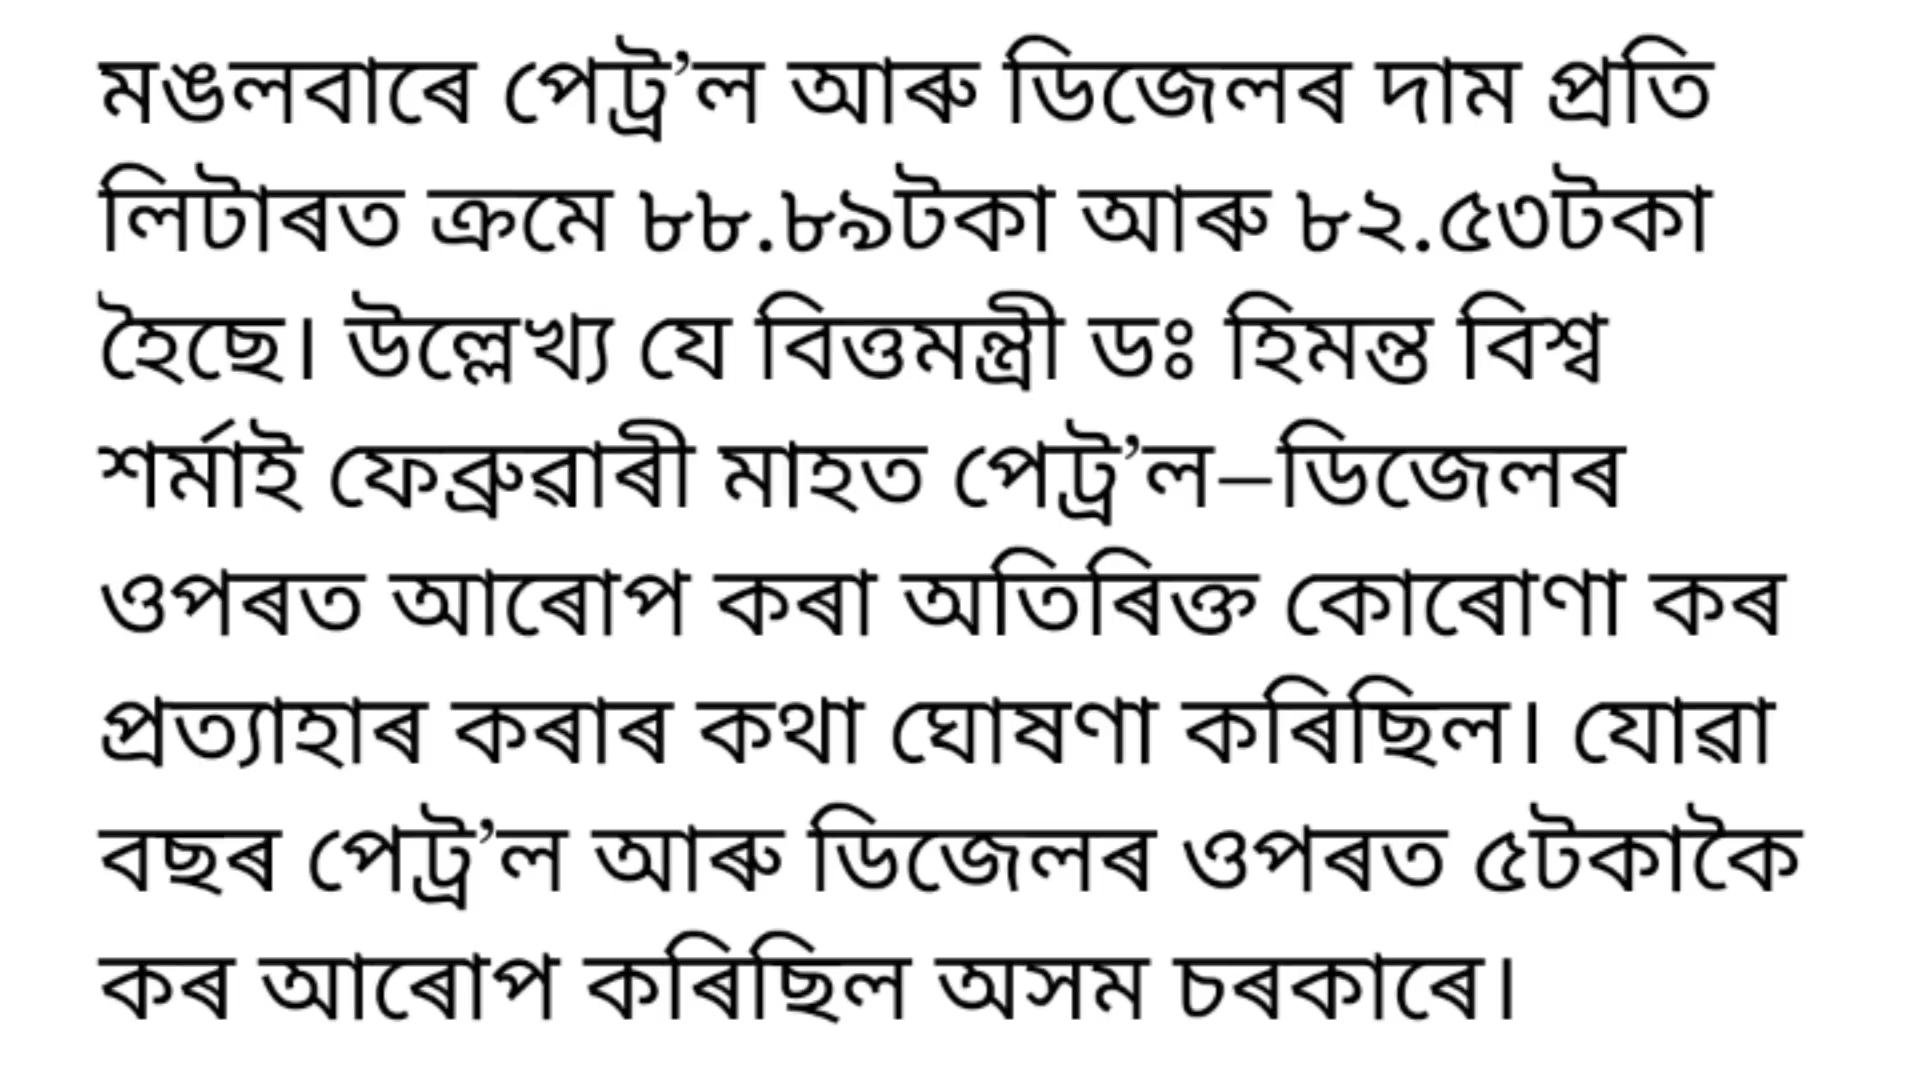 মঙলবাৰে পেট্ৰ’ল আৰু ডিজেলৰ দাম প্ৰতি
লিটাৰত ক্ৰমে ৮৮.৮৯টকা আৰু ৮২.৫৩টকা
হৈছে। উল্লেখ্য যে বিত্তমন্ত্ৰী ডঃ হিমন্ত বিশ্ব
শৰ্মাই ফেব্ৰুৱাৰী মাহত পেট্ৰ’ল–ডিজেলৰ
ওপৰত আৰোপ কৰা অতিৰিক্ত কোৰোণা কৰ
প্ৰত্যাহাৰ কৰাৰ কথা ঘোষণা কৰিছিল। যোৱা
বছৰ পেট্ৰ’ল আৰু ডিজেলৰ ওপৰত ৫টকাকৈ
কৰ আৰোপ কৰিছিল অসম চৰকাৰে।